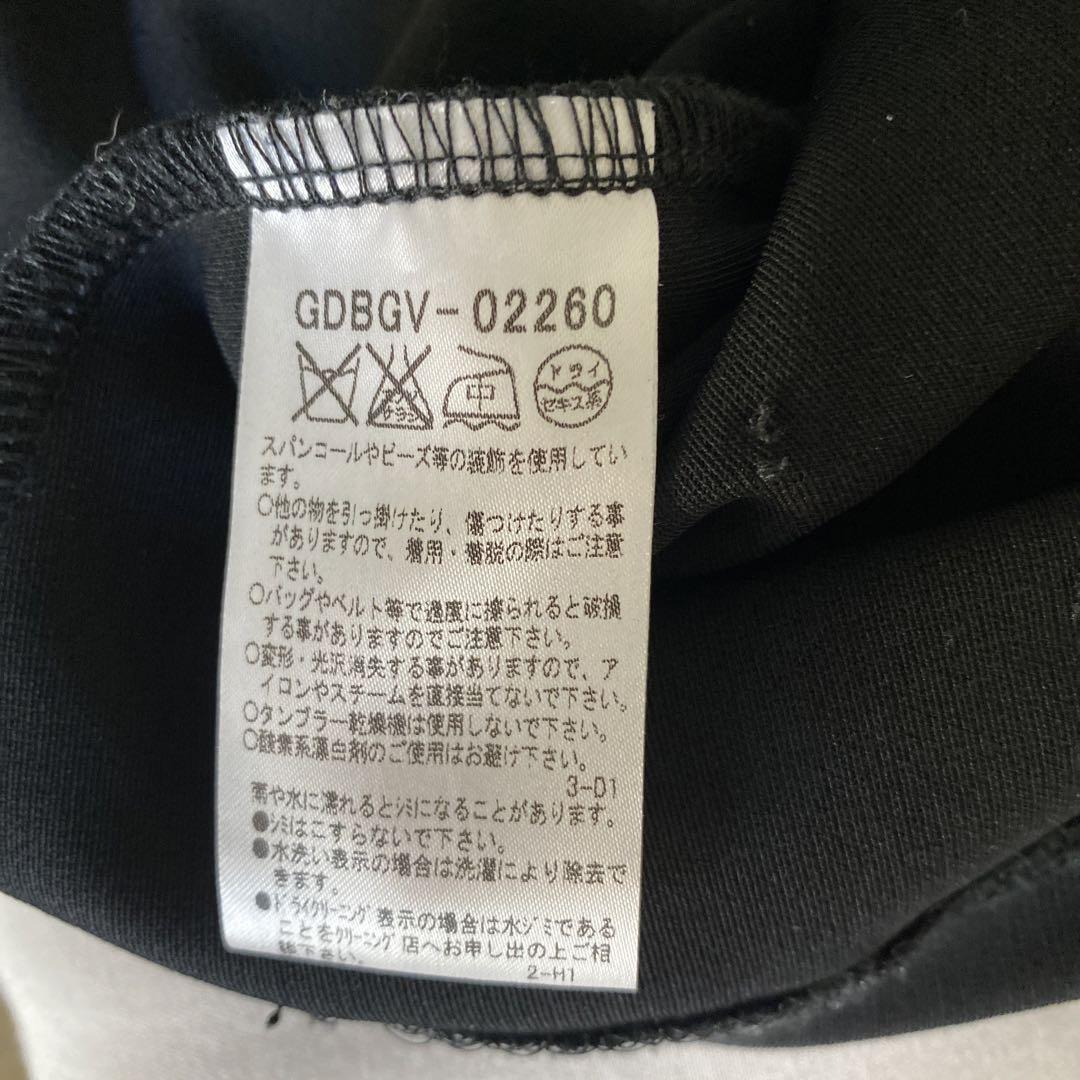 GDBGV-02260
エンソサラシ 中 ドライ
セキユ系
スパンコールやビーズ等の装飾を使用してい
ます。
○他の物を引っ掛けたり、傷つけたりする事
がありますので、着用・着脱の際はご注意
下さい。
○バッグやベルト等で過度に擦られると破損
する事がありますのでご注意下さい。
○変形・光沢消失する事がありますので、ア
イロンやスチームを直接当てないで下さい。
○タンブラー乾燥機は使用しないで下さい。
○酸素系漂白剤のご使用はお避け下さい。
3-D1
雨や水に濡れるとシミになることがあります。
●シミはこすらないで下さい。
●水洗い表示の場合は洗濯により除去で
きます。
●ドライクリーニング表示の場合は水ジミである
ことをクリーニング店へお申し出の上ご相
談下さい。
2-M1